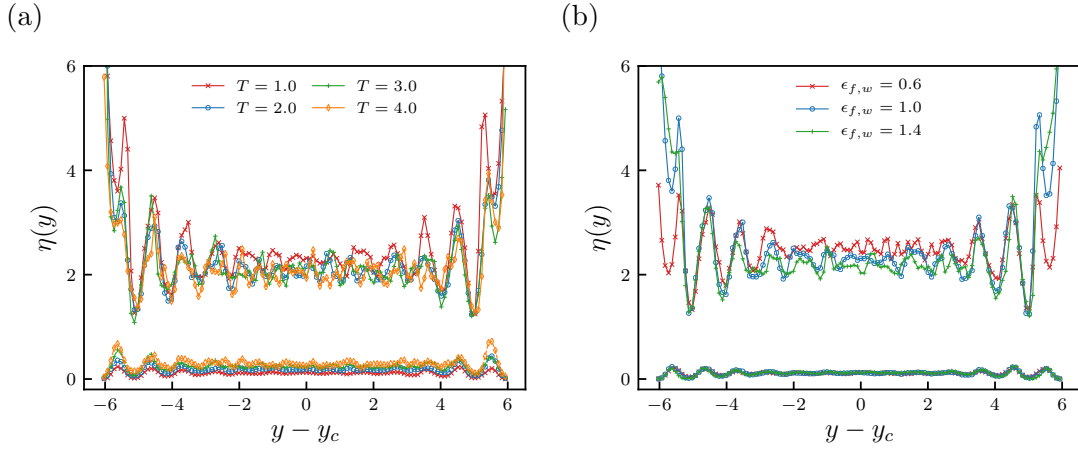 (a)
(b)
T = 1.0
T = 2.0
T = 3.0
T = 4.0
η(y)
6
4
2
0
−6 −4 −2 0 2 4 6
y − y_c
ϵ_{f,w} = 0.6
ϵ_{f,w} = 1.0
ϵ_{f,w} = 1.4
η(y)
6
4
2
0
−6 −4 −2 0 2 4 6
y − y_c